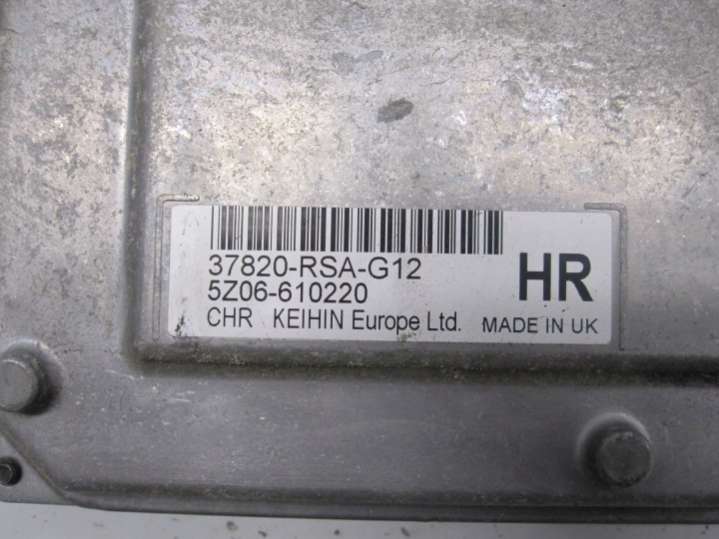 37820-RSA-G12
5Z06-610220
HR
CHR KEIHIN Europe Ltd. MADE IN UK